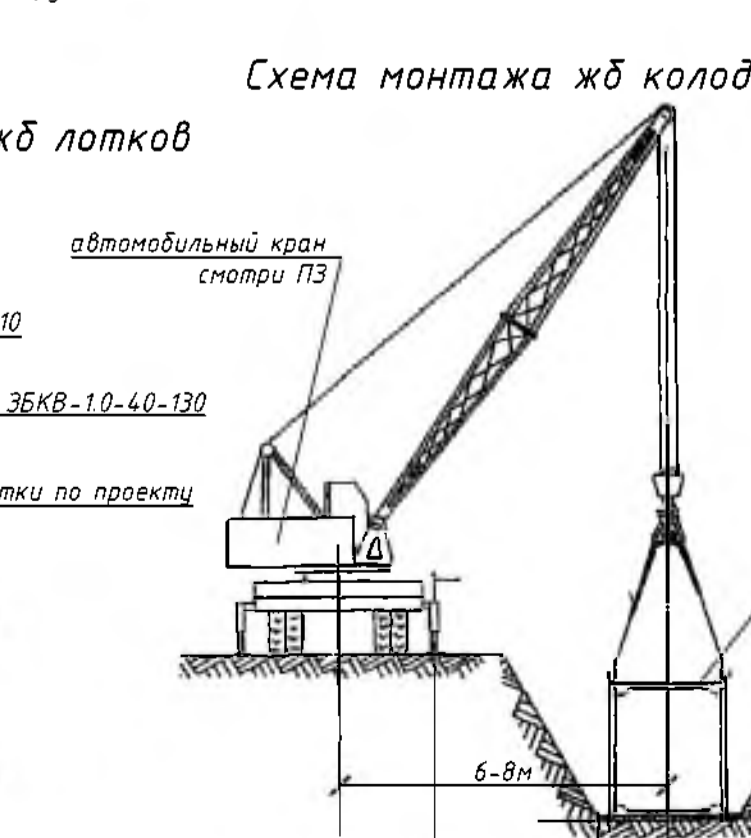 Схема монтажа жб колод
жб лотков
автомобильный кран
смотри ПЗ
10
ЗБКВ-1.0-40-130
тки по проекту
6-8м